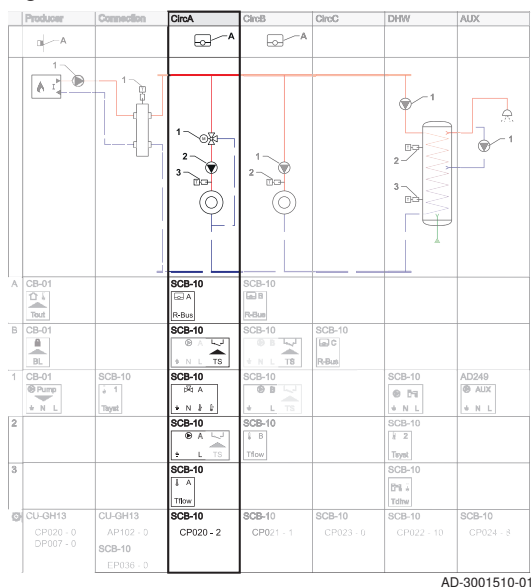 Producer Connection CircA CircB CircC DHW AUX
A A A
1
1
1
2
3
1
2
1
2
3
1
A CB-01 SCB-10 SCB-10
A B
Tout R-Bus R-Bus
B CB-01 SCB-10 SCB-10 SCB-10
A B C
BL N L TS N L TS R-Bus
1 CB-01 SCB-10 SCB-10 SCB-10 SCB-10 AD249
Pump 1 A B AUX
N L Tsyst N L TS N L N L
2 SCB-10 SCB-10 SCB-10
A B 2
L TS Tflow Tsyst
3 SCB-10 SCB-10
A
Tflow Tdhw
CU-GH13 CU-GH13 SCB-10 SCB-10 SCB-10 SCB-10 SCB-10
CP020 - 0 AP102 - 0 CP020 - 2 CP021 - 1 CP023 - 0 CP022 - 10 CP024 - 8
DP007 - 0 SCB-10
EP036 - 0
AD-3001510-01